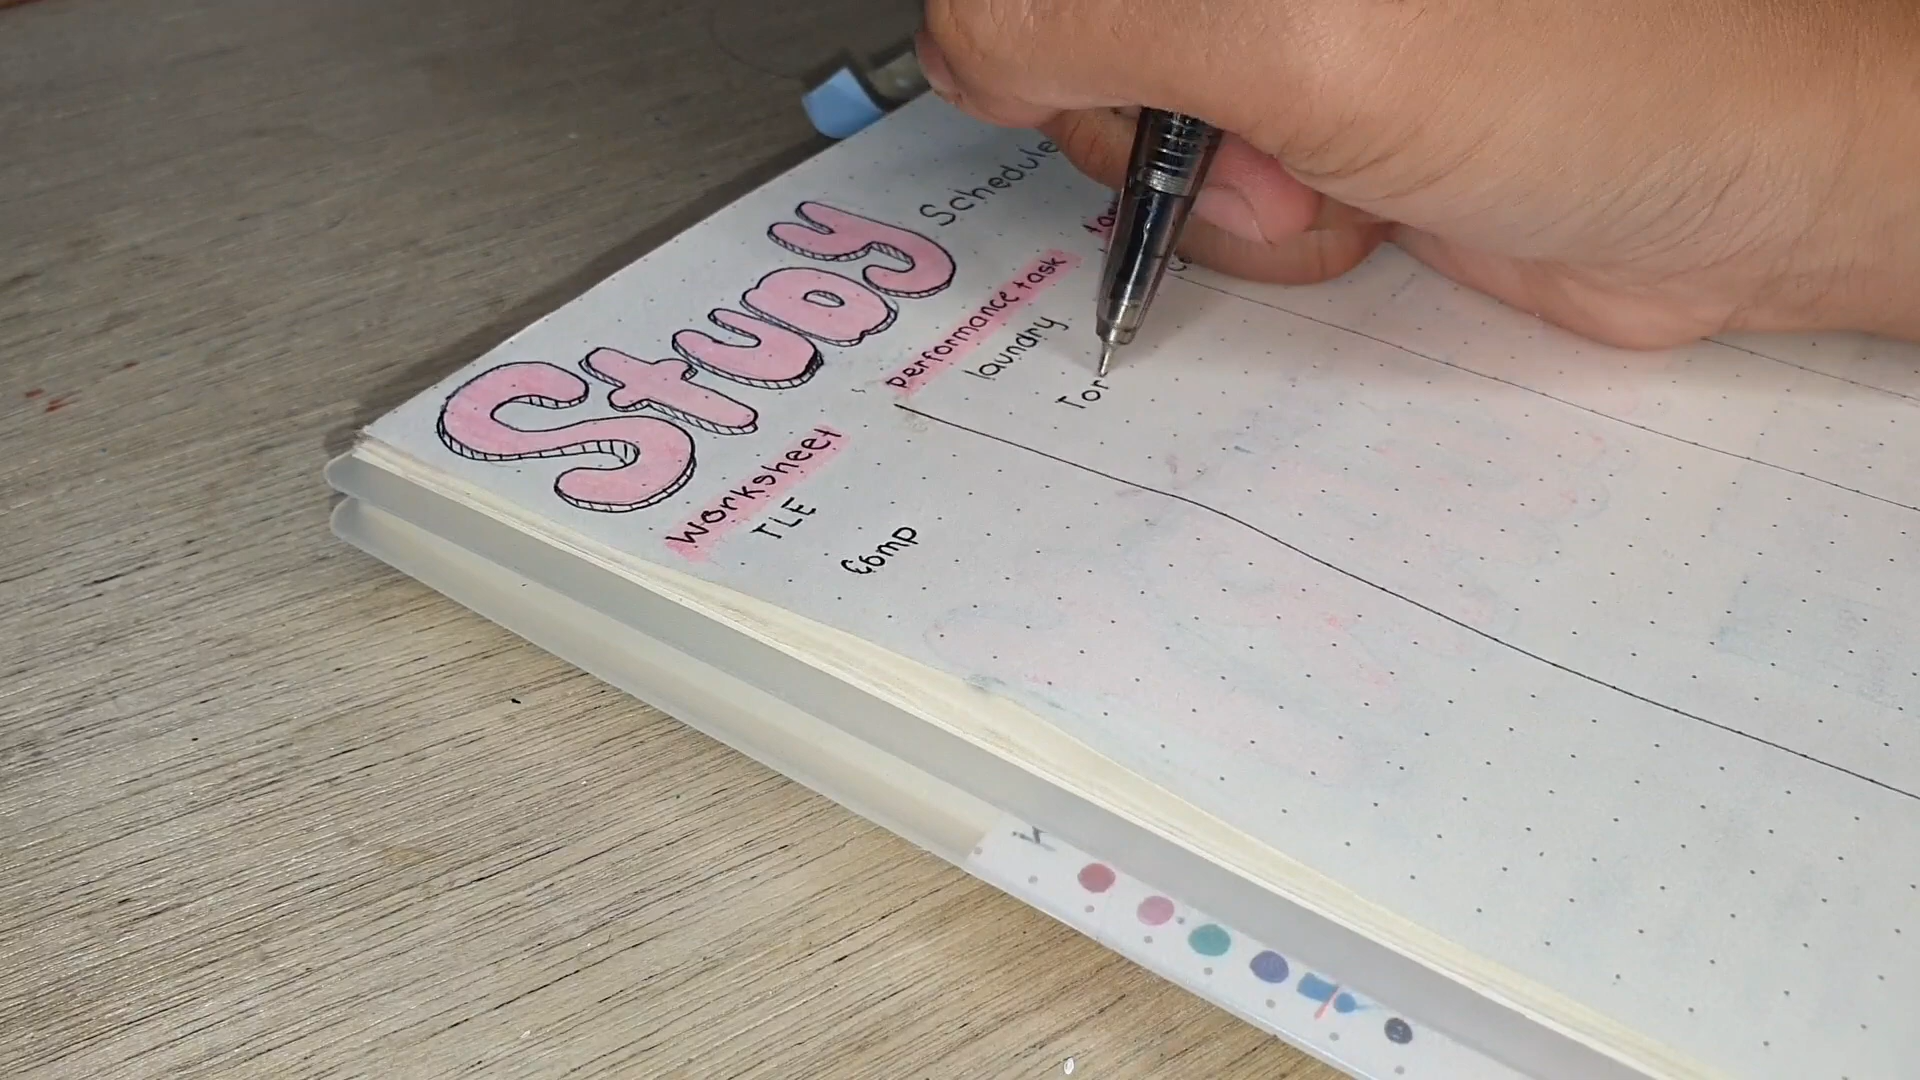 Study
Schedule
worksheet
TLE
Comp
performance task
laundry
Tor
K